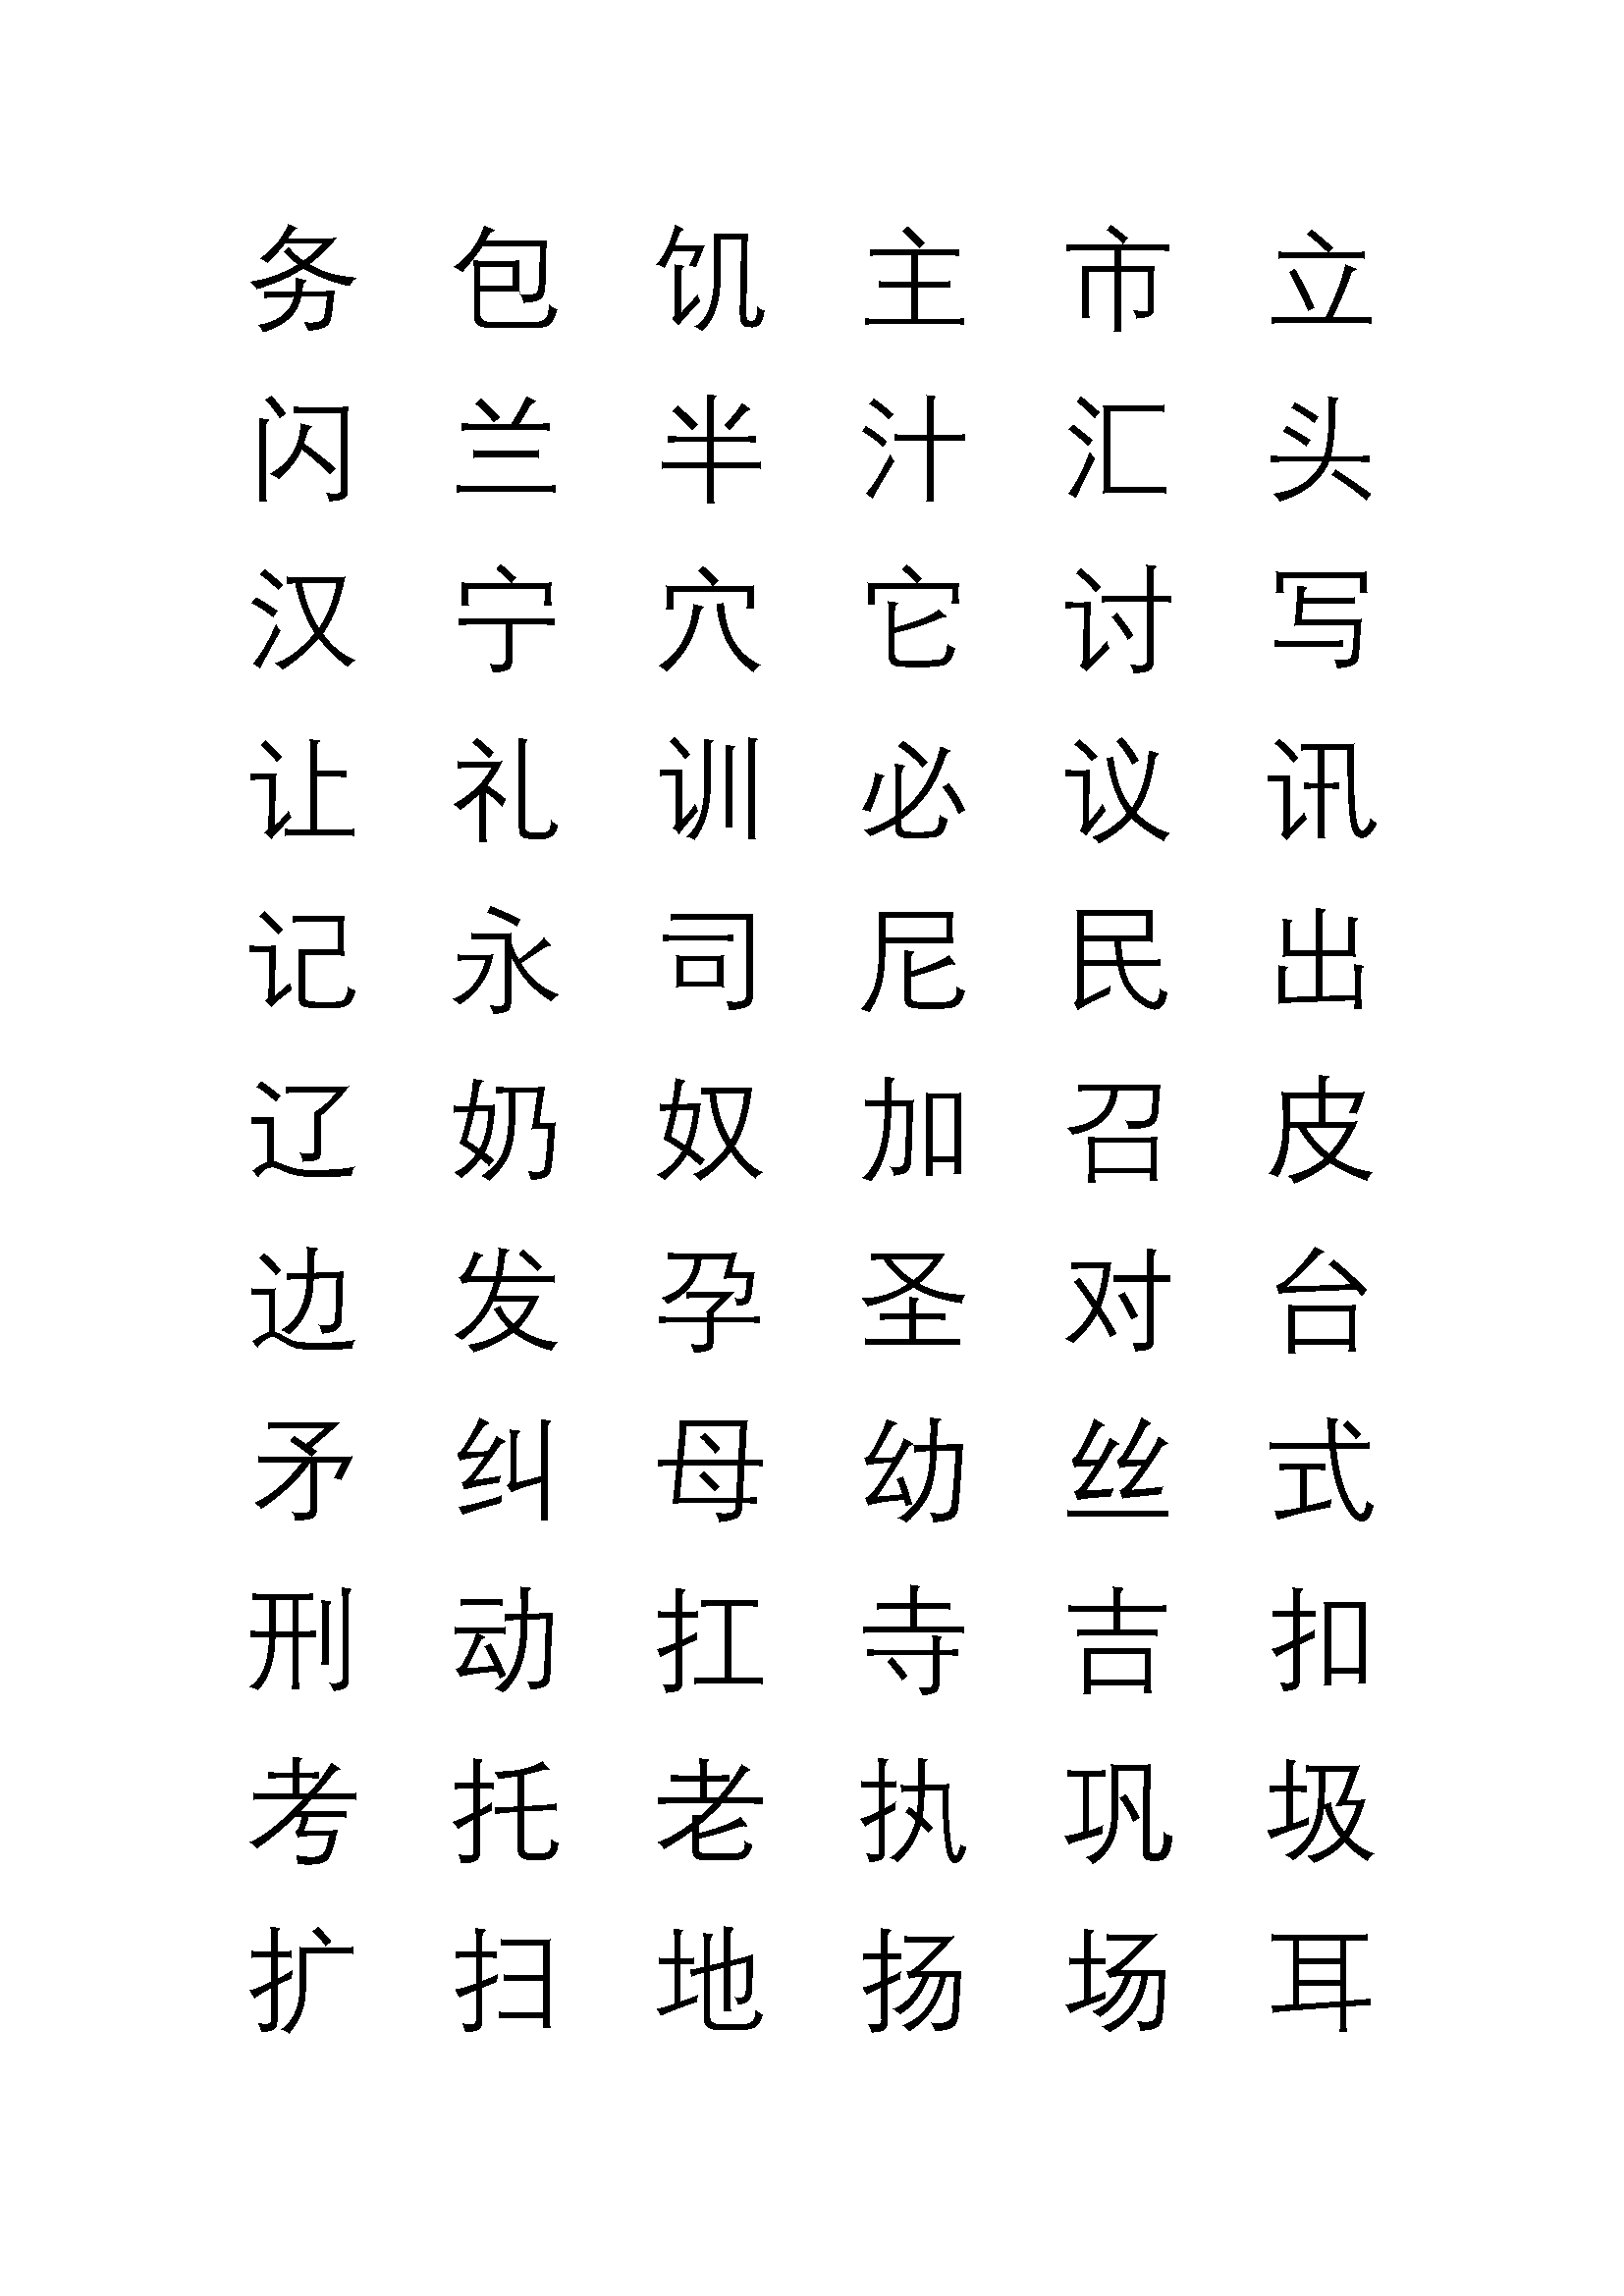 务 包 饥 主 市 立
闪 兰 半 汁 汇 头
汉 宁 穴 它 讨 写
让 礼 训 必 议 讯
记 永 司 尼 民 出
辽 奶 奴 加 召 皮
边 发 孕 圣 对 台
矛 纠 母 幼 丝 式
刑 动 扛 寺 吉 扣
考 托 老 执 巩 圾
扩 扫 地 扬 场 耳